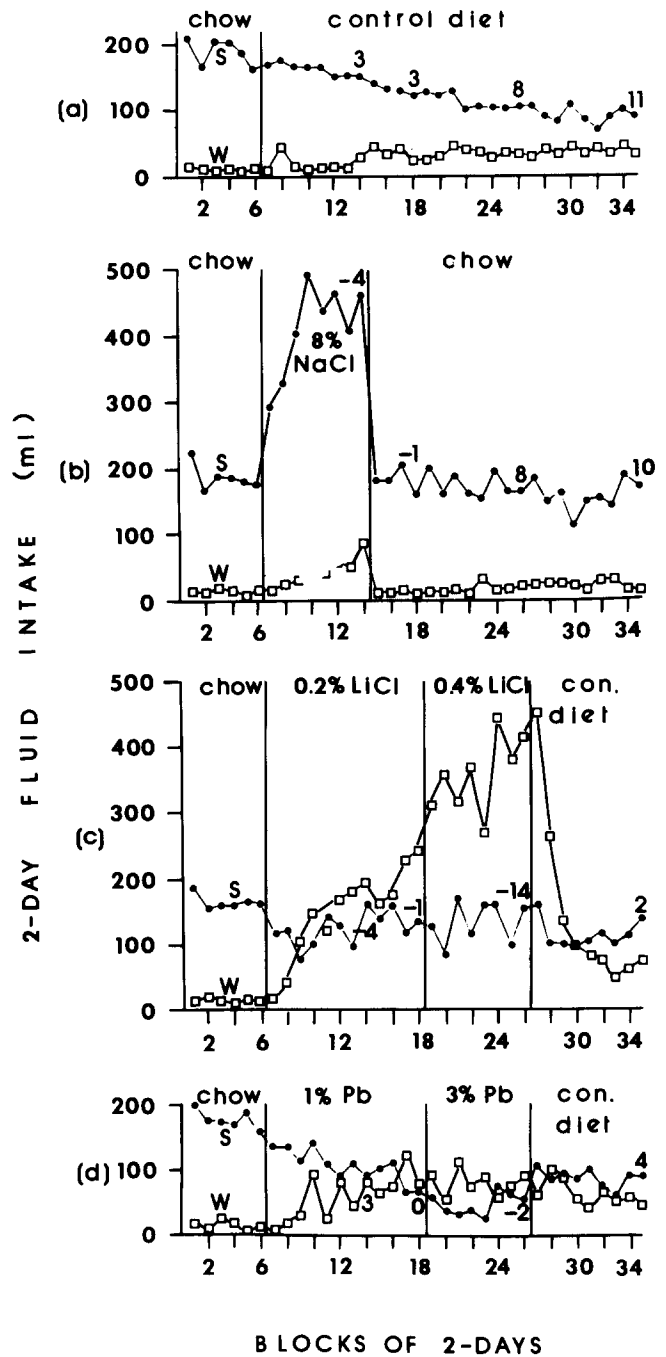 chow control diet
200
100
0
(a)
S
W
3 3 8 11
2 6 12 18 24 30 34
chow chow
500
400
300
200
100
0
(b)
8%
NaCl
S
W
-4 -1 8 10
2 6 12 18 24 30 34
chow 0.2% LiCl 0.4% LiCl con.
diet
500
400
300
200
100
0
(c)
S
W
-4 -1 -14 2
2 6 12 18 24 30 34
chow 1% Pb 3% Pb con.
diet
200
100
0
(d)
S
W
3 0 -2 4
2 6 12 18 24 30 34
2-DAY FLUID INTAKE (ml)
BLOCKS OF 2-DAYS